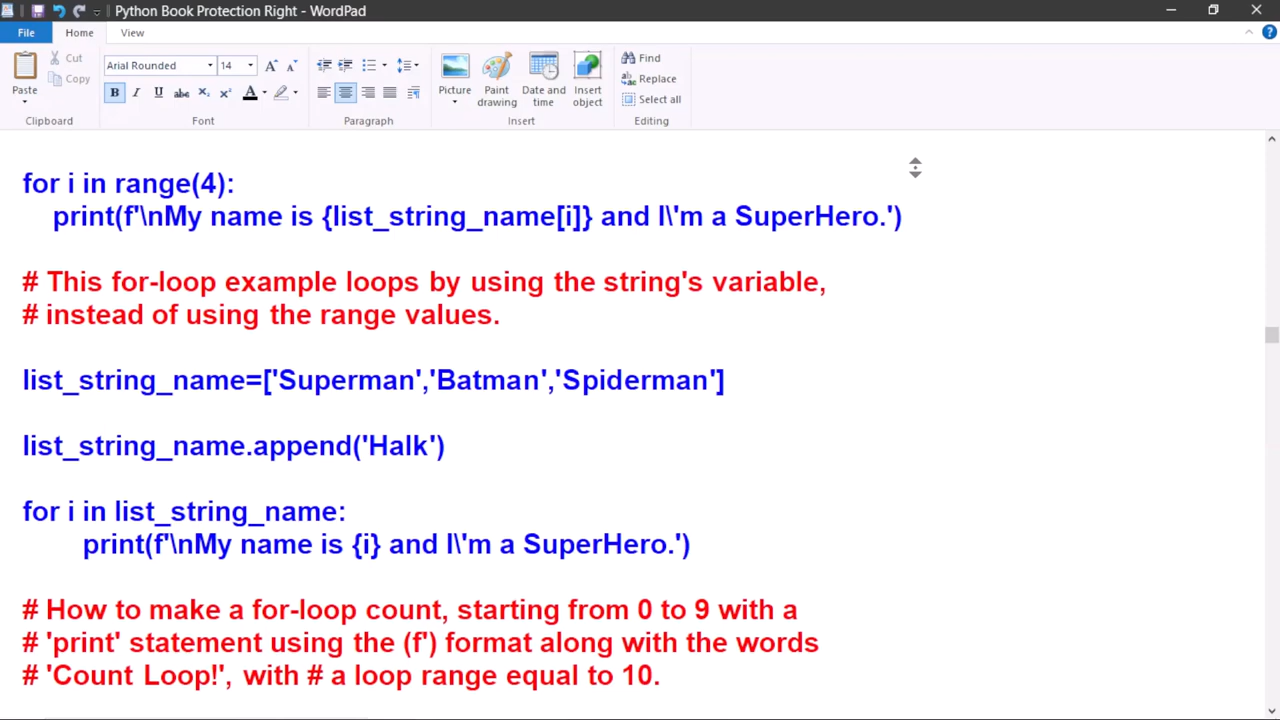 Python Book Protection Right - WordPad
File
Home
View
Paste
Cut
Copy
Clipboard
Arial Rounded
14
Font
Paragraph
Picture
Paint drawing
Date and time
Insert object
Insert
Find
Replace
Select all
Editing
for i in range(4):
print(f'\nMy name is {list_string_name[i]} and I\'m a SuperHero.')
# This for-loop example loops by using the string's variable,
# instead of using the range values.
list_string_name=['Superman','Batman','Spiderman']
list_string_name.append('Halk')
for i in list_string_name:
print(f'\nMy name is {i} and I\'m a SuperHero.')
# How to make a for-loop count, starting from 0 to 9 with a
# 'print' statement using the (f') format along with the words
# 'Count Loop!', with # a loop range equal to 10.